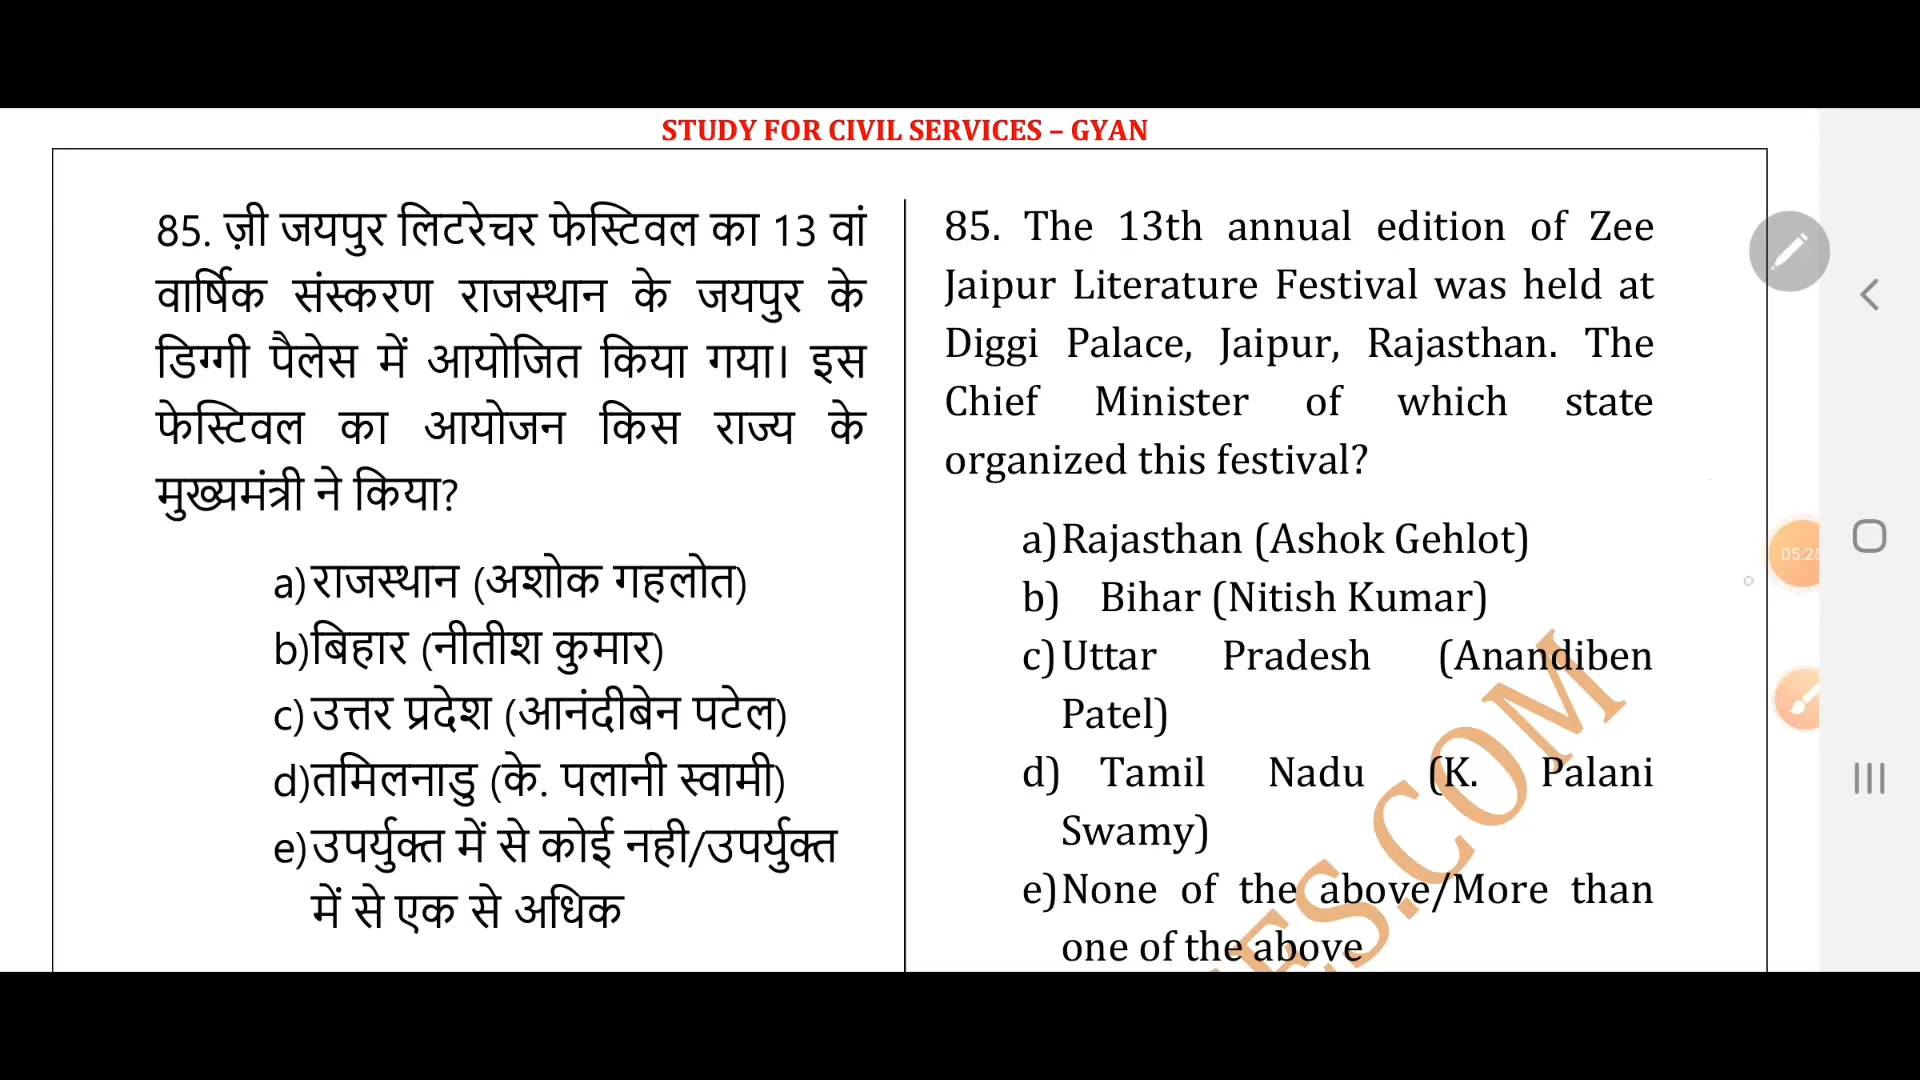 STUDY FOR CIVIL SERVICES – GYAN
85. ज़ी जयपुर लिटरेचर फेस्टिवल का 13 वां
वार्षिक संस्करण राजस्थान के जयपुर के
डिग्गी पैलेस में आयोजित किया गया। इस
फेस्टिवल का आयोजन किस राज्य के
मुख्यमंत्री ने किया?
a) राजस्थान (अशोक गहलोत)
b)बिहार (नीतीश कुमार)
c) उत्तर प्रदेश (आनंदीबेन पटेल)
d)तमिलनाडु (के. पलानी स्वामी)
e)उपर्युक्त में से कोई नही/उपर्युक्त
में से एक से अधिक
85. The 13th annual edition of Zee
Jaipur Literature Festival was held at
Diggi Palace, Jaipur, Rajasthan. The
Chief Minister of which state
organized this festival?
a)Rajasthan (Ashok Gehlot)
b) Bihar (Nitish Kumar)
c)Uttar Pradesh (Anandiben
Patel)
d) Tamil Nadu (K. Palani
Swamy)
e)None of the above/More than
one of the above
ES.COM